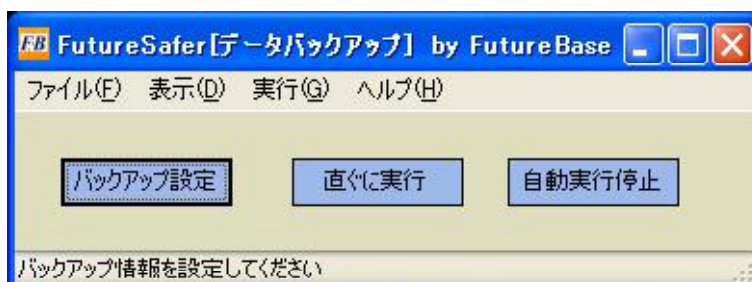 FB FutureSafer[データバックアップ] by FutureBase
ファイル(F) 表示(D) 実行(G) ヘルプ(H)
バックアップ設定 直ぐに実行 自動実行停止
バックアップ情報を設定してください